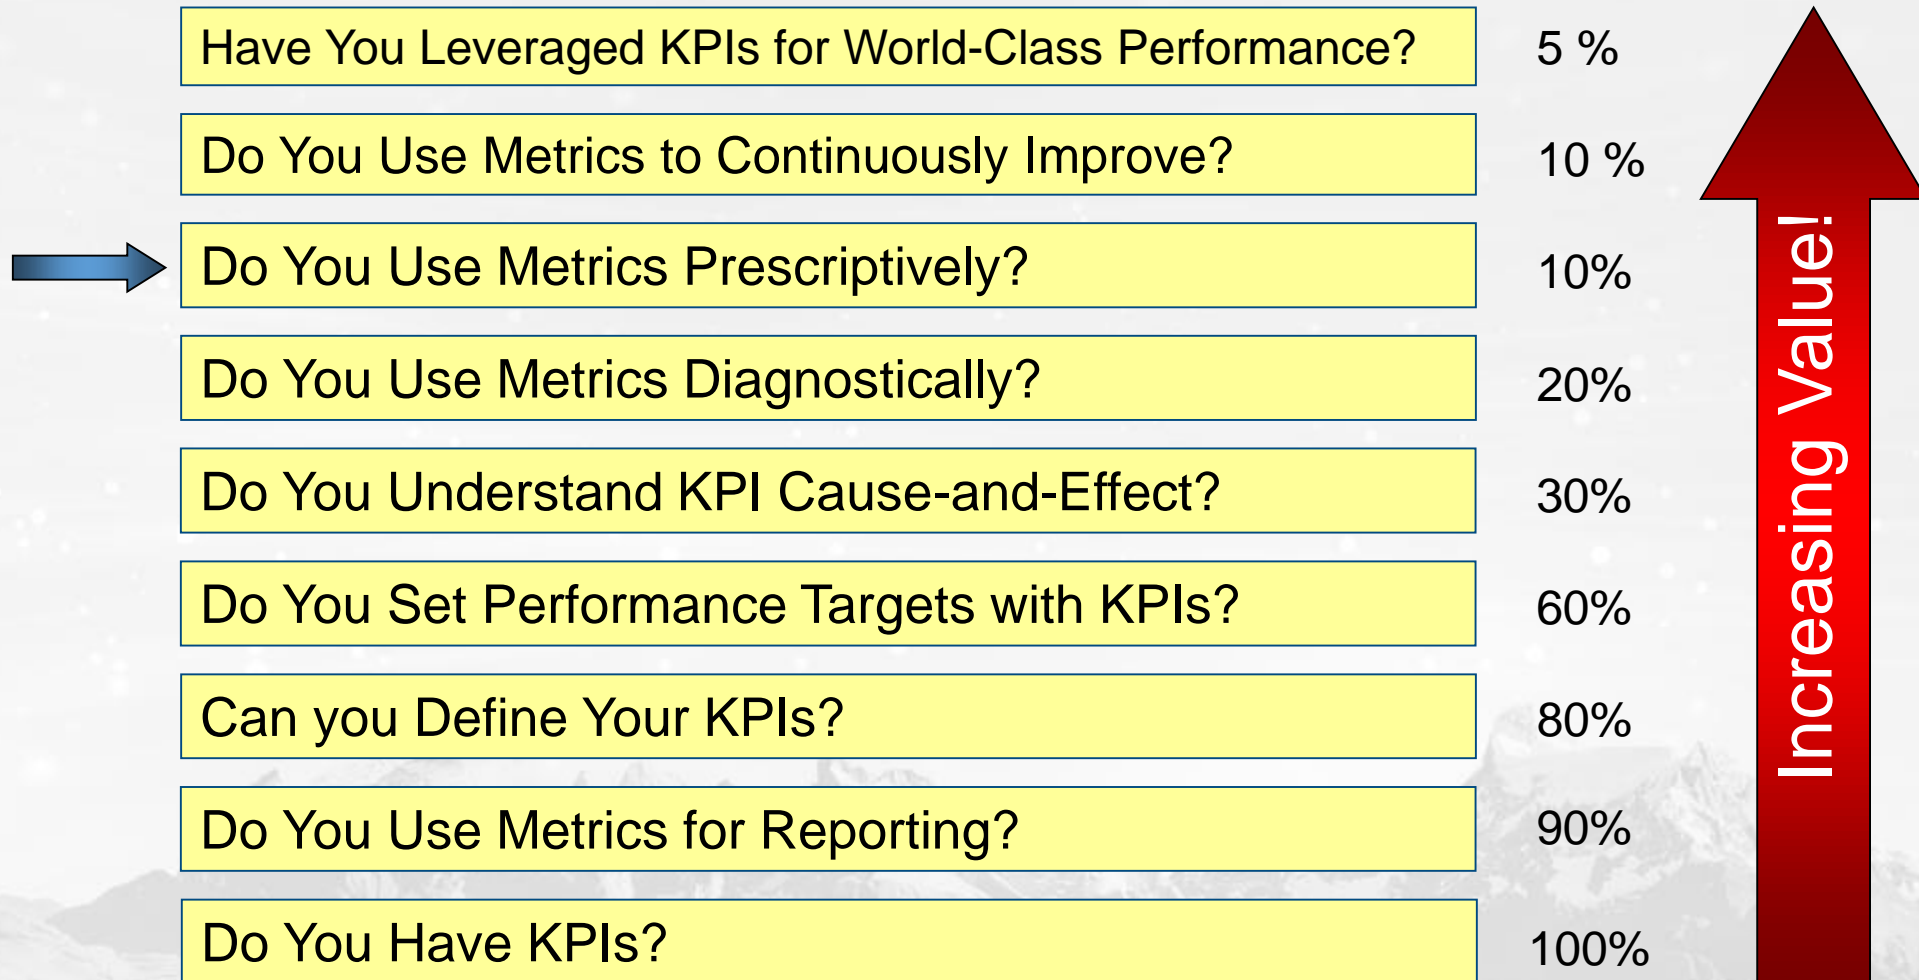 Have You Leveraged KPIs for World-Class Performance? 5 %
Do You Use Metrics to Continuously Improve? 10 %
Do You Use Metrics Prescriptively? 10%
Do You Use Metrics Diagnostically? 20%
Do You Understand KPI Cause-and-Effect? 30%
Do You Set Performance Targets with KPIs? 60%
Can you Define Your KPIs? 80%
Do You Use Metrics for Reporting? 90%
Do You Have KPIs? 100%
Increasing Value!